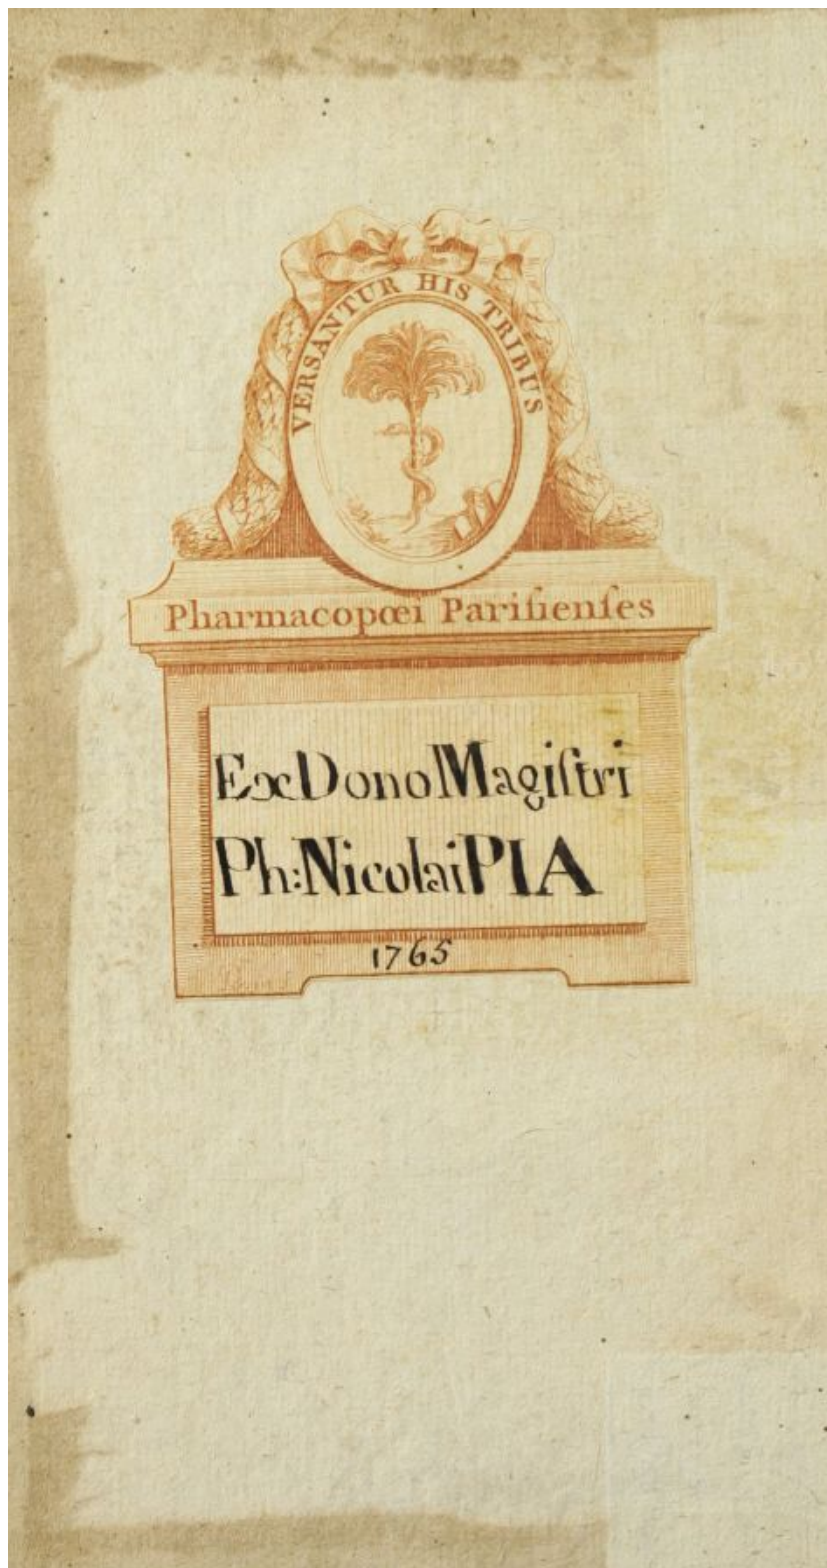 VERSANTUR HIS TRIBUS
Pharmacopœi Pariſienſes
Ex Dono Magiſtri
Ph: Nicolai PIA
1765